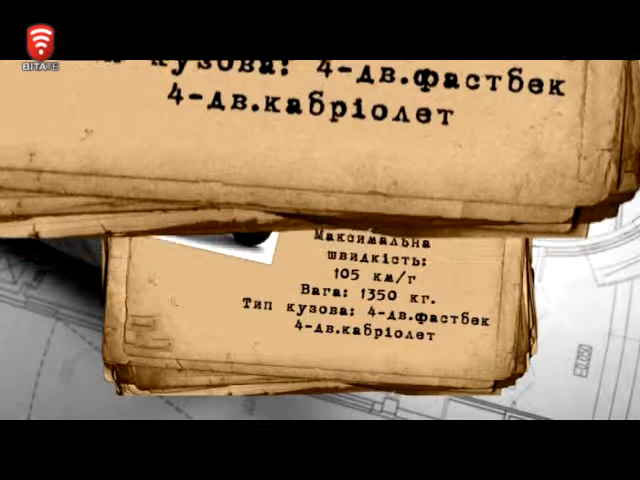 ВІТАТБ
кузова: 4-дв.фастбек
4-дв.кабріолет
Максимальна
швидкість:
105 км/г
Вага: 1350 кг.
Тип кузова: 4-дв.фастбек
4-дв.кабріолет